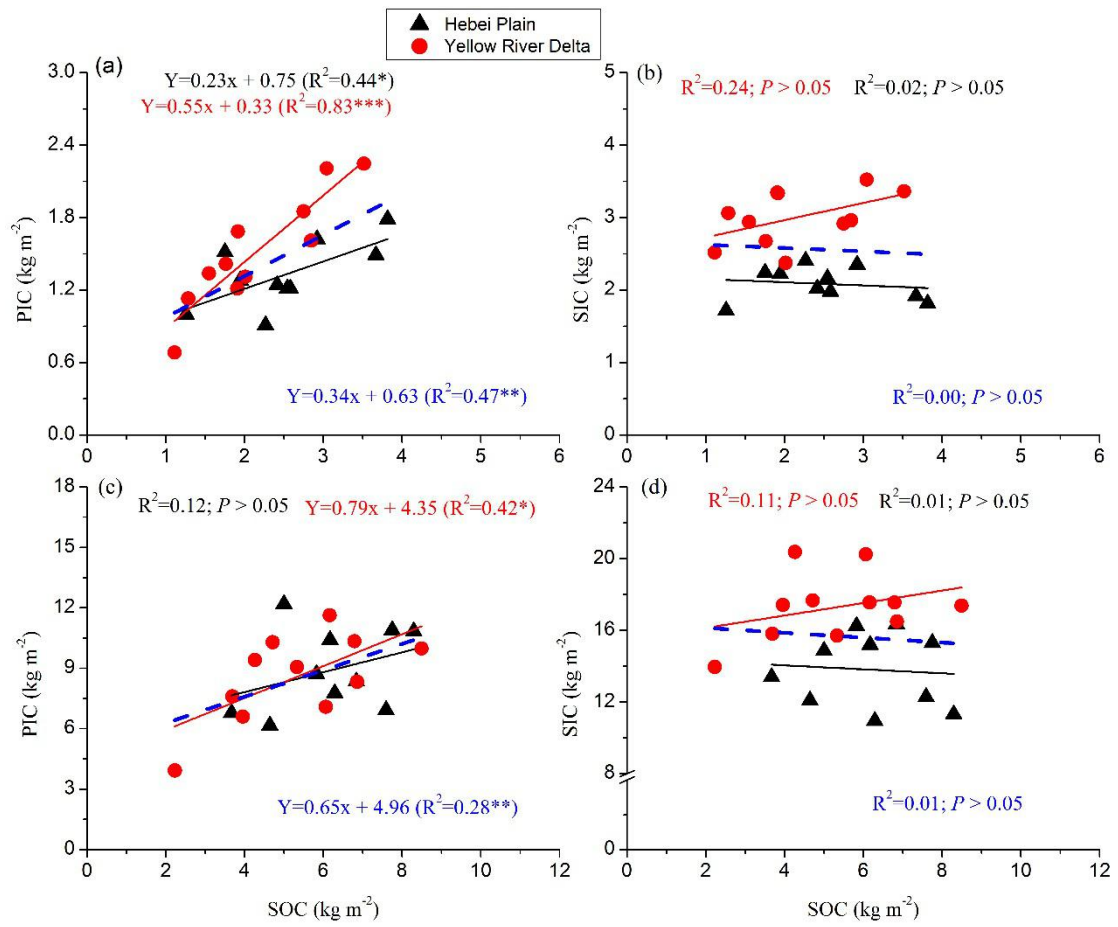 Hebei Plain
Yellow River Delta
(a)
Y=0.23x + 0.75 (R²=0.44*)
Y=0.55x + 0.33 (R²=0.83***)
Y=0.34x + 0.63 (R²=0.47**)
PIC (kg m⁻²)
3.0
2.4
1.8
1.2
0.6
0.0
0 1 2 3 4 5 6
(b)
R²=0.24; P > 0.05 R²=0.02; P > 0.05
R²=0.00; P > 0.05
SIC (kg m⁻²)
5
4
3
2
1
0
0 1 2 3 4 5 6
(c)
R²=0.12; P > 0.05 Y=0.79x + 4.35 (R²=0.42*)
Y=0.65x + 4.96 (R²=0.28**)
PIC (kg m⁻²)
18
15
12
9
6
3
0
0 2 4 6 8 10 12
SOC (kg m⁻²)
(d)
R²=0.11; P > 0.05 R²=0.01; P > 0.05
R²=0.01; P > 0.05
SIC (kg m⁻²)
24
20
16
12
8
0
0 2 4 6 8 10 12
SOC (kg m⁻²)